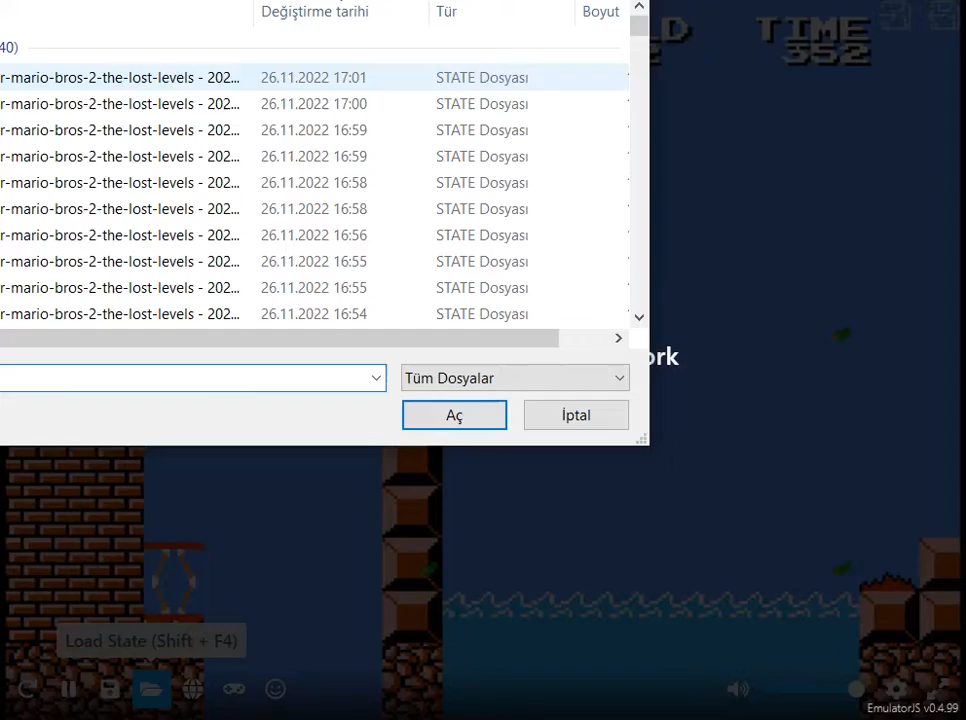 Değiştirme tarihi Tür Boyut
40)
r-mario-bros-2-the-lost-levels - 202... 26.11.2022 17:01 STATE Dosyası
r-mario-bros-2-the-lost-levels - 202... 26.11.2022 17:00 STATE Dosyası
r-mario-bros-2-the-lost-levels - 202... 26.11.2022 16:59 STATE Dosyası
r-mario-bros-2-the-lost-levels - 202... 26.11.2022 16:59 STATE Dosyası
r-mario-bros-2-the-lost-levels - 202... 26.11.2022 16:58 STATE Dosyası
r-mario-bros-2-the-lost-levels - 202... 26.11.2022 16:58 STATE Dosyası
r-mario-bros-2-the-lost-levels - 202... 26.11.2022 16:56 STATE Dosyası
r-mario-bros-2-the-lost-levels - 202... 26.11.2022 16:55 STATE Dosyası
r-mario-bros-2-the-lost-levels - 202... 26.11.2022 16:55 STATE Dosyası
r-mario-bros-2-the-lost-levels - 202... 26.11.2022 16:54 STATE Dosyası
Tüm Dosyalar
Aç İptal
LD TIME
2 352
ork
Load State (Shift + F4)
EmulatorJS v0.4.99